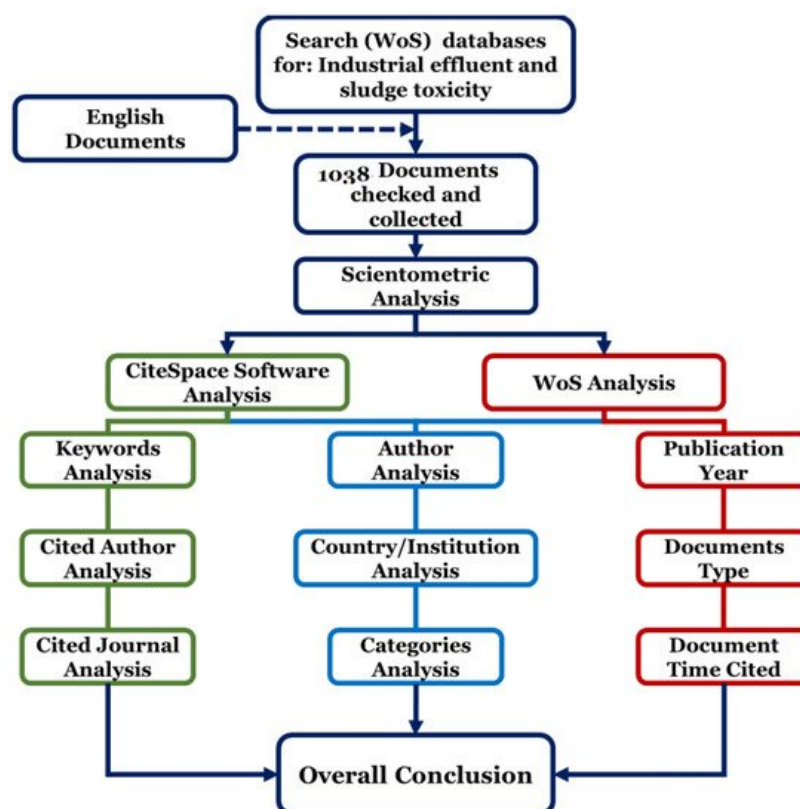 Search (WoS) databases
for: Industrial effluent and
sludge toxicity
English
Documents
1038 Documents
checked and
collected
Scientometric
Analysis
CiteSpace Software
Analysis
WoS Analysis
Keywords
Analysis
Author
Analysis
Publication
Year
Cited Author
Analysis
Country/Institution
Analysis
Documents
Type
Cited Journal
Analysis
Categories
Analysis
Document
Time Cited
Overall Conclusion